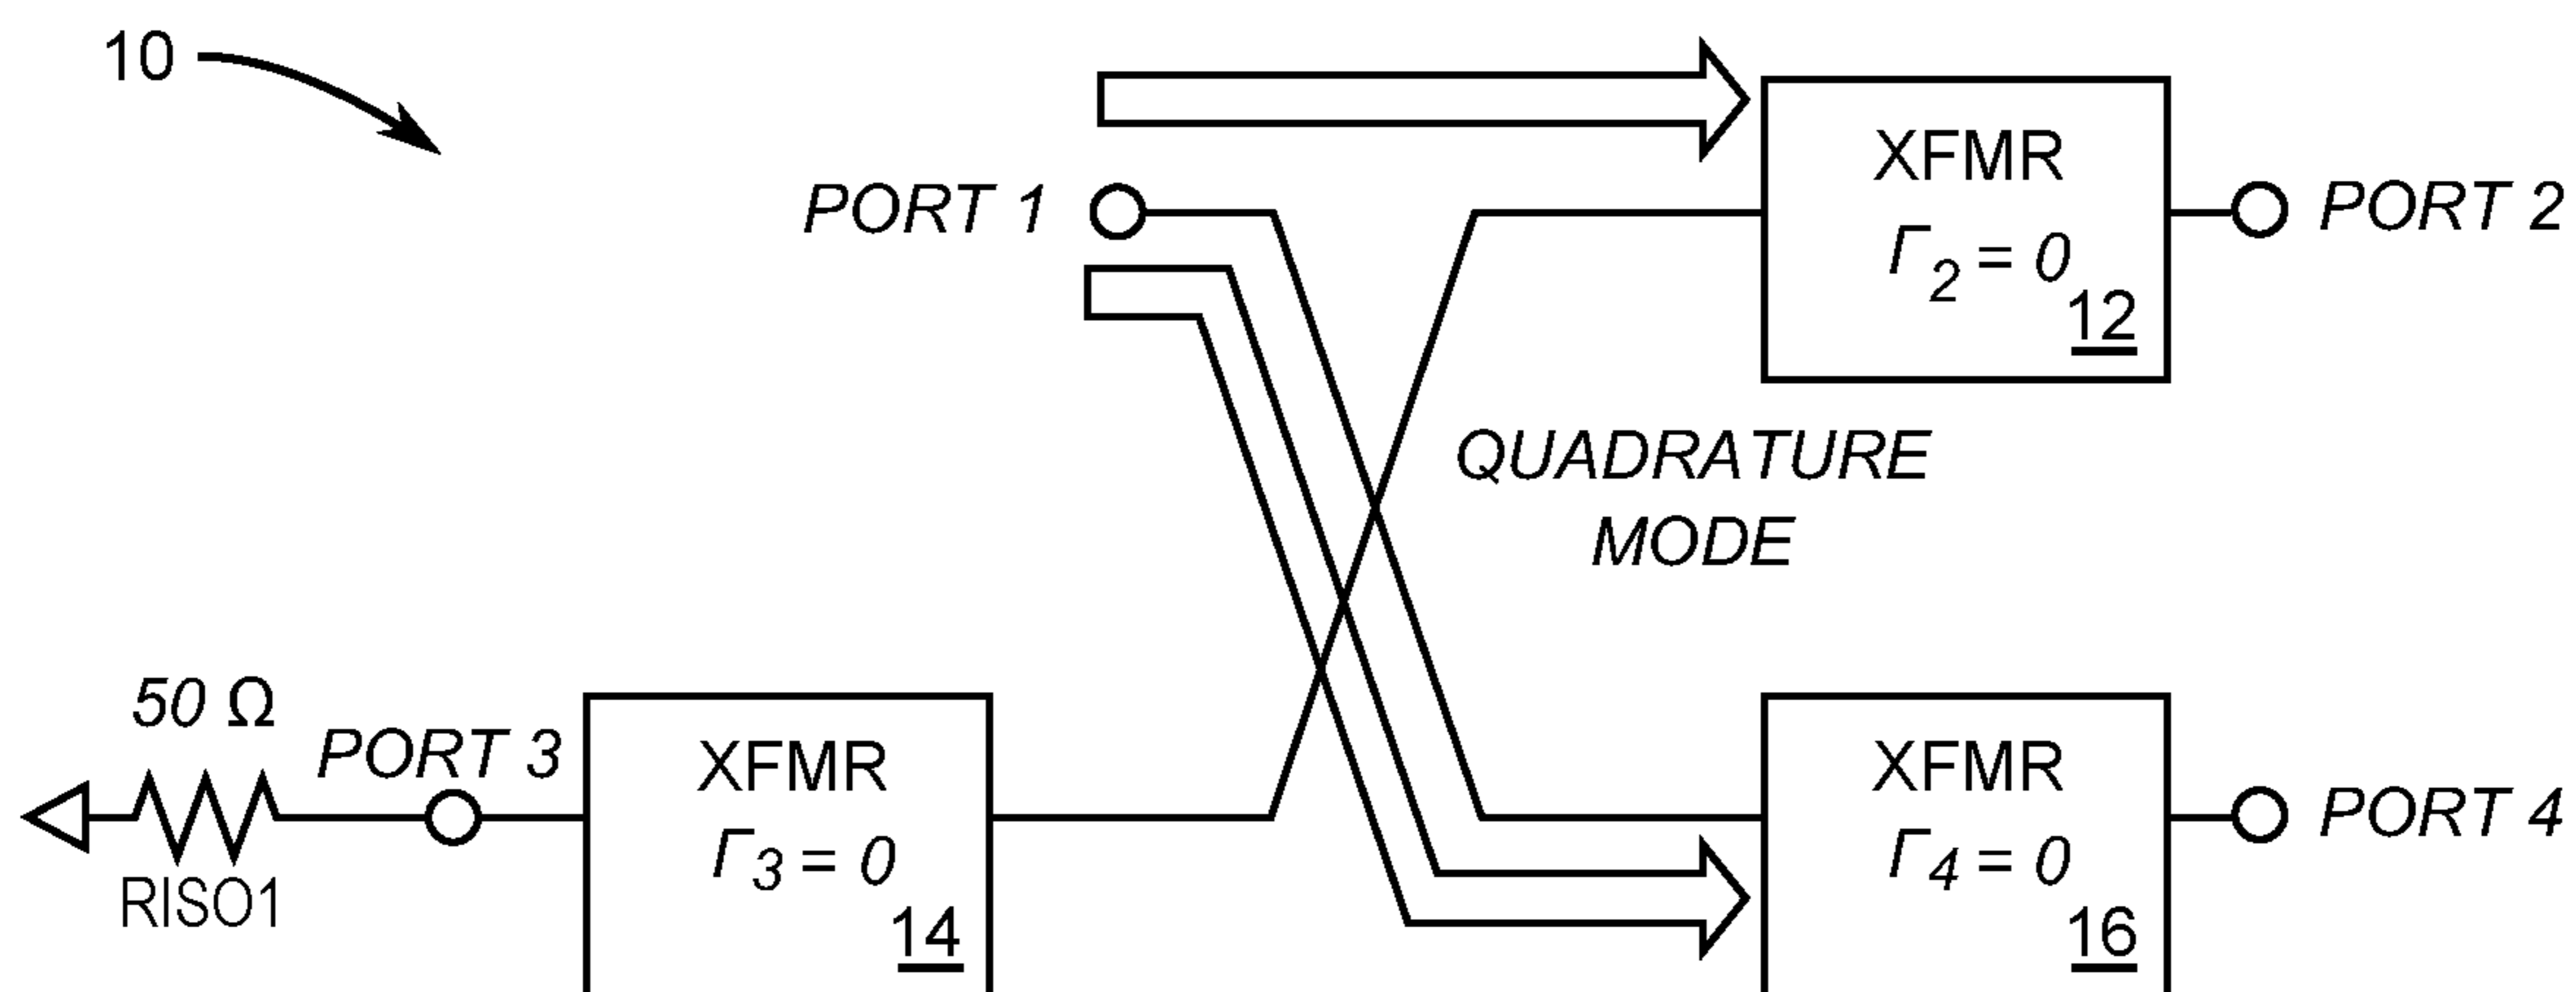 10
PORT 1
XFMR
Γ2 = 0
12
PORT 2
QUADRATURE
MODE
50 Ω
PORT 3
RISO1
XFMR
Γ3 = 0
14
XFMR
Γ4 = 0
16
PORT 4